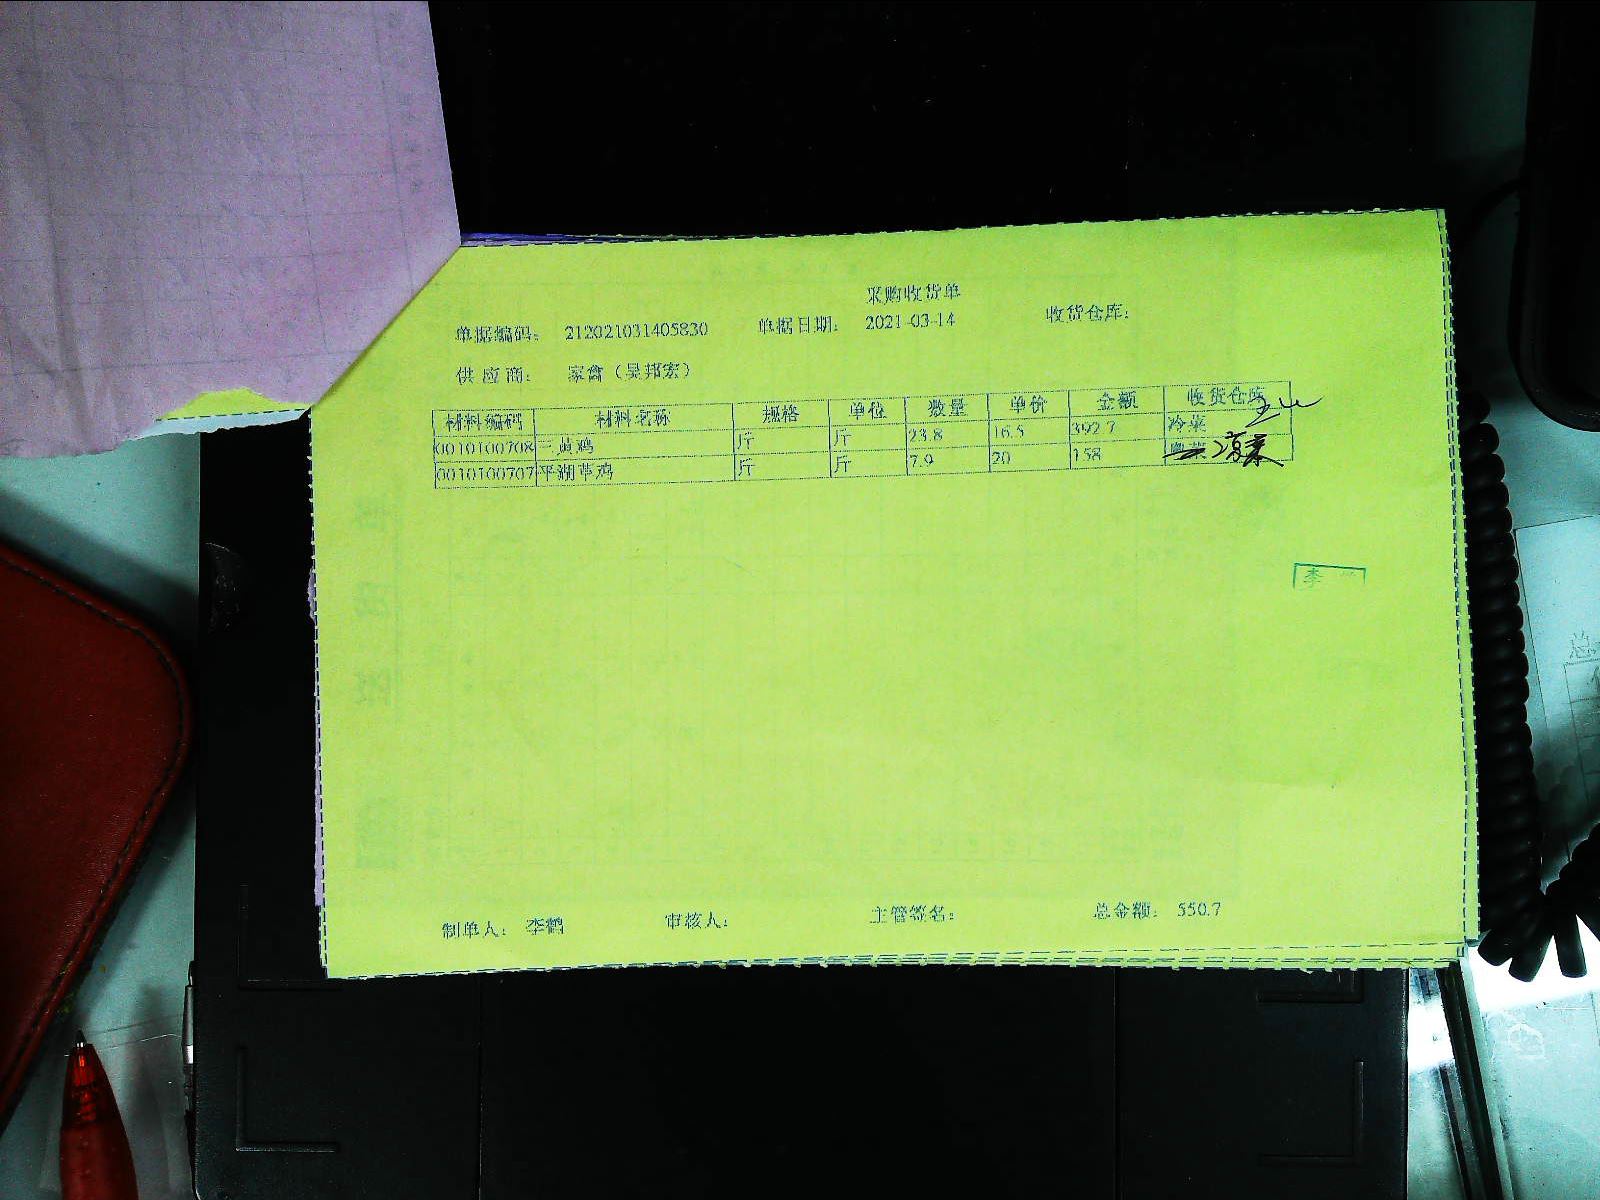 采购收货单
单据编码： 212021031405830 单据日期： 2021-03-14 收货仓库：
供 应 商： 家禽（吴邦宏）
材料编码 材料名称 规格 单位 数量 单价 金额 收货仓库
0010100708 三黄鸡 斤 斤 23.8 16.5 392.7 冷菜
0010100707 平湖草鸡 斤 斤 7.9 20 158 凉菜
李
制单人： 李鹤 审核人： 主管签名： 总金额： 550.7